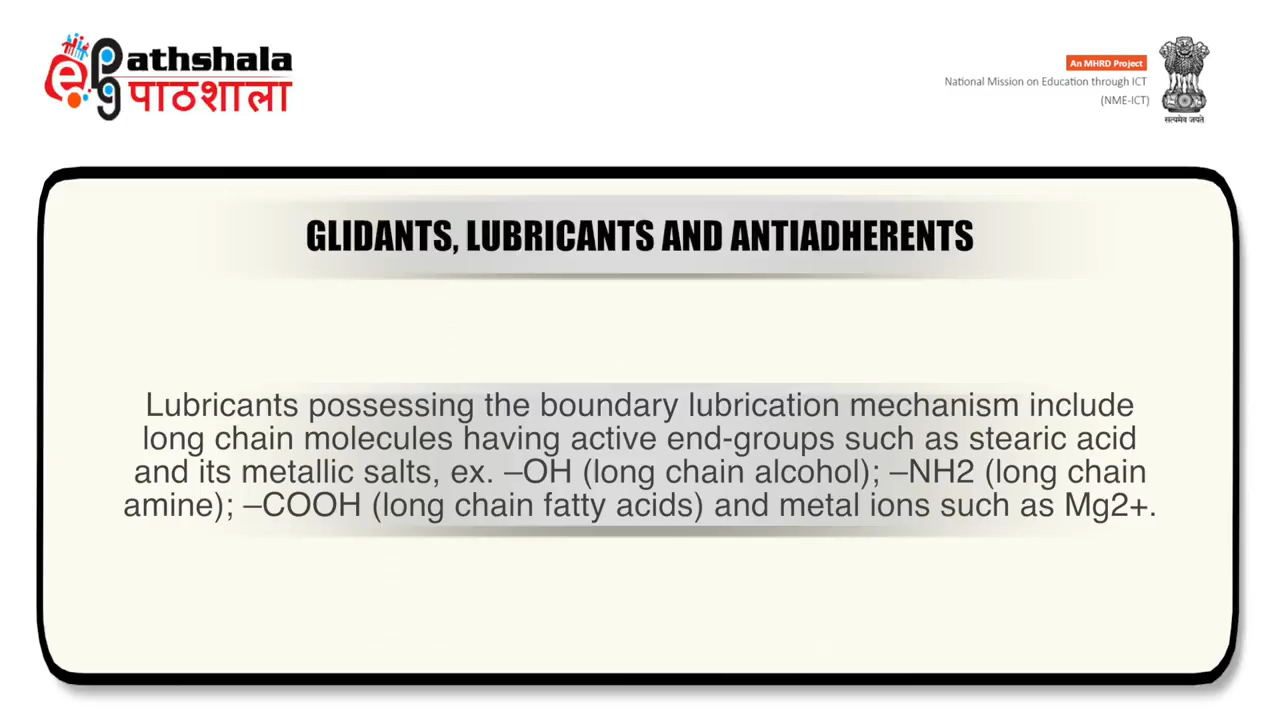 e Pathshala
पाठशाला
An MHRD Project
National Mission on Education through ICT
(NME-ICT)
सत्यमेव जयते
GLIDANTS, LUBRICANTS AND ANTIADHERENTS
Lubricants possessing the boundary lubrication mechanism include
long chain molecules having active end-groups such as stearic acid
and its metallic salts, ex. –OH (long chain alcohol); –NH2 (long chain
amine); –COOH (long chain fatty acids) and metal ions such as Mg2+.